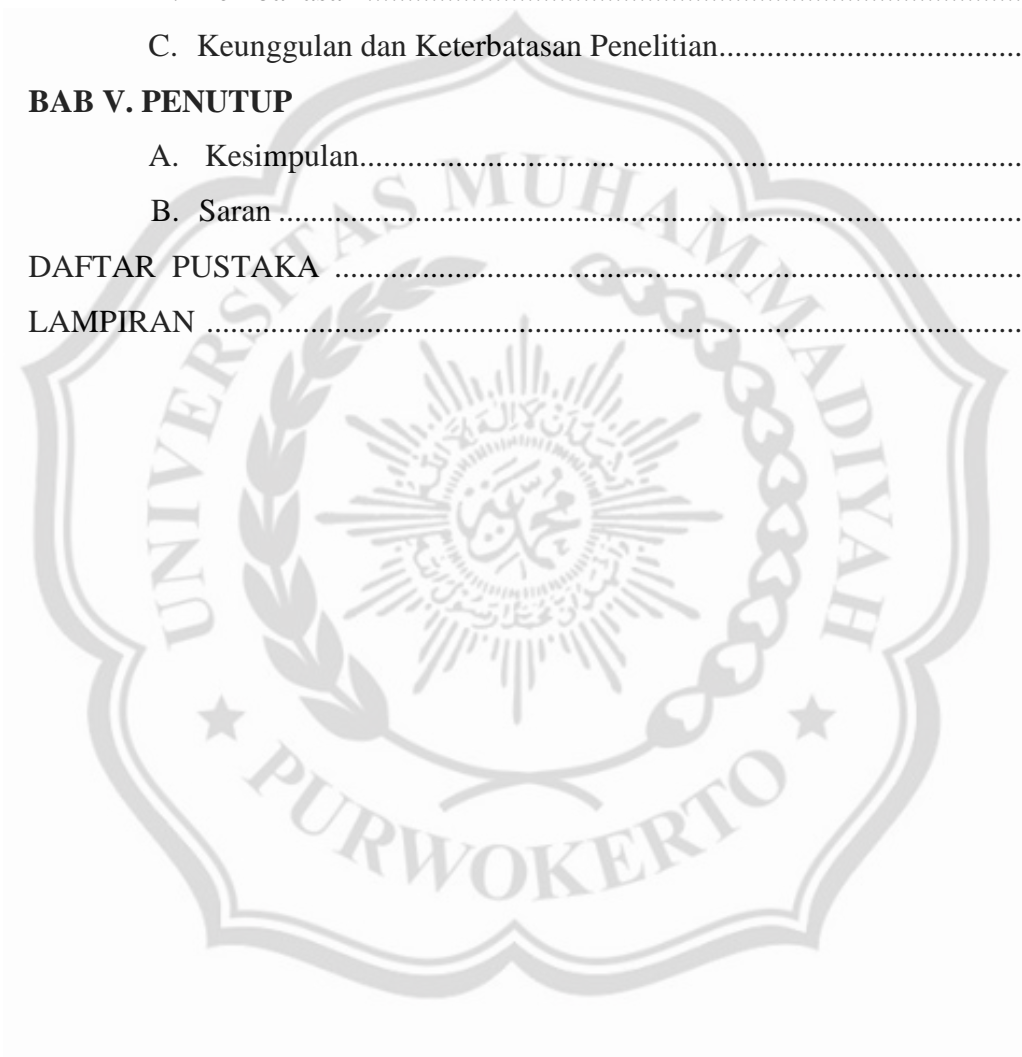 C. Keunggulan dan Keterbatasan Penelitian...................................
BAB V. PENUTUP
A. Kesimpulan................................ ..................................................
B. Saran .............................................................................................
DAFTAR PUSTAKA ......................................................................................
LAMPIRAN ......................................................................................................
UNIVERSITAS MUHAMMADIYAH
PURWOKERTO